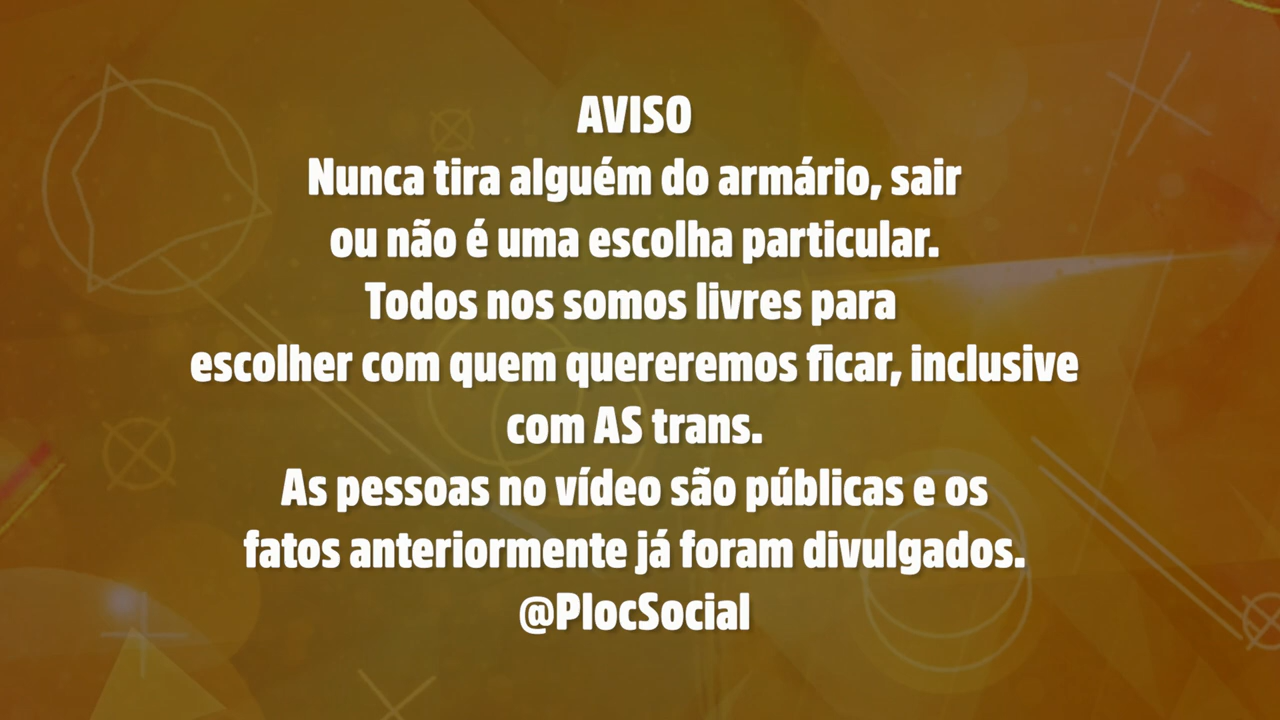 AVISO
Nunca tira alguém do armário, sair
ou não é uma escolha particular.
Todos nos somos livres para
escolher com quem quereremos ficar, inclusive
com AS trans.
As pessoas no vídeo são públicas e os
fatos anteriormente já foram divulgados.
@PlocSocial